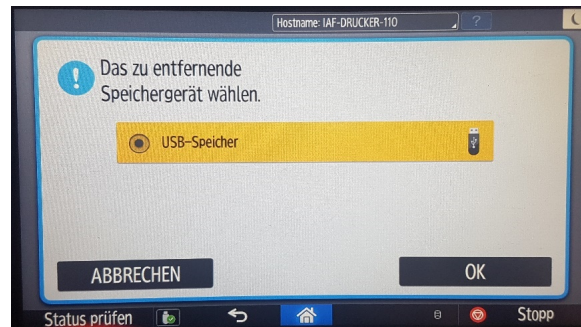 Hostname: IAF-DRUCKER-110
?
Das zu entfernende
Speichergerät wählen.
USB-Speicher
ABBRECHEN
OK
Status prüfen
Stopp